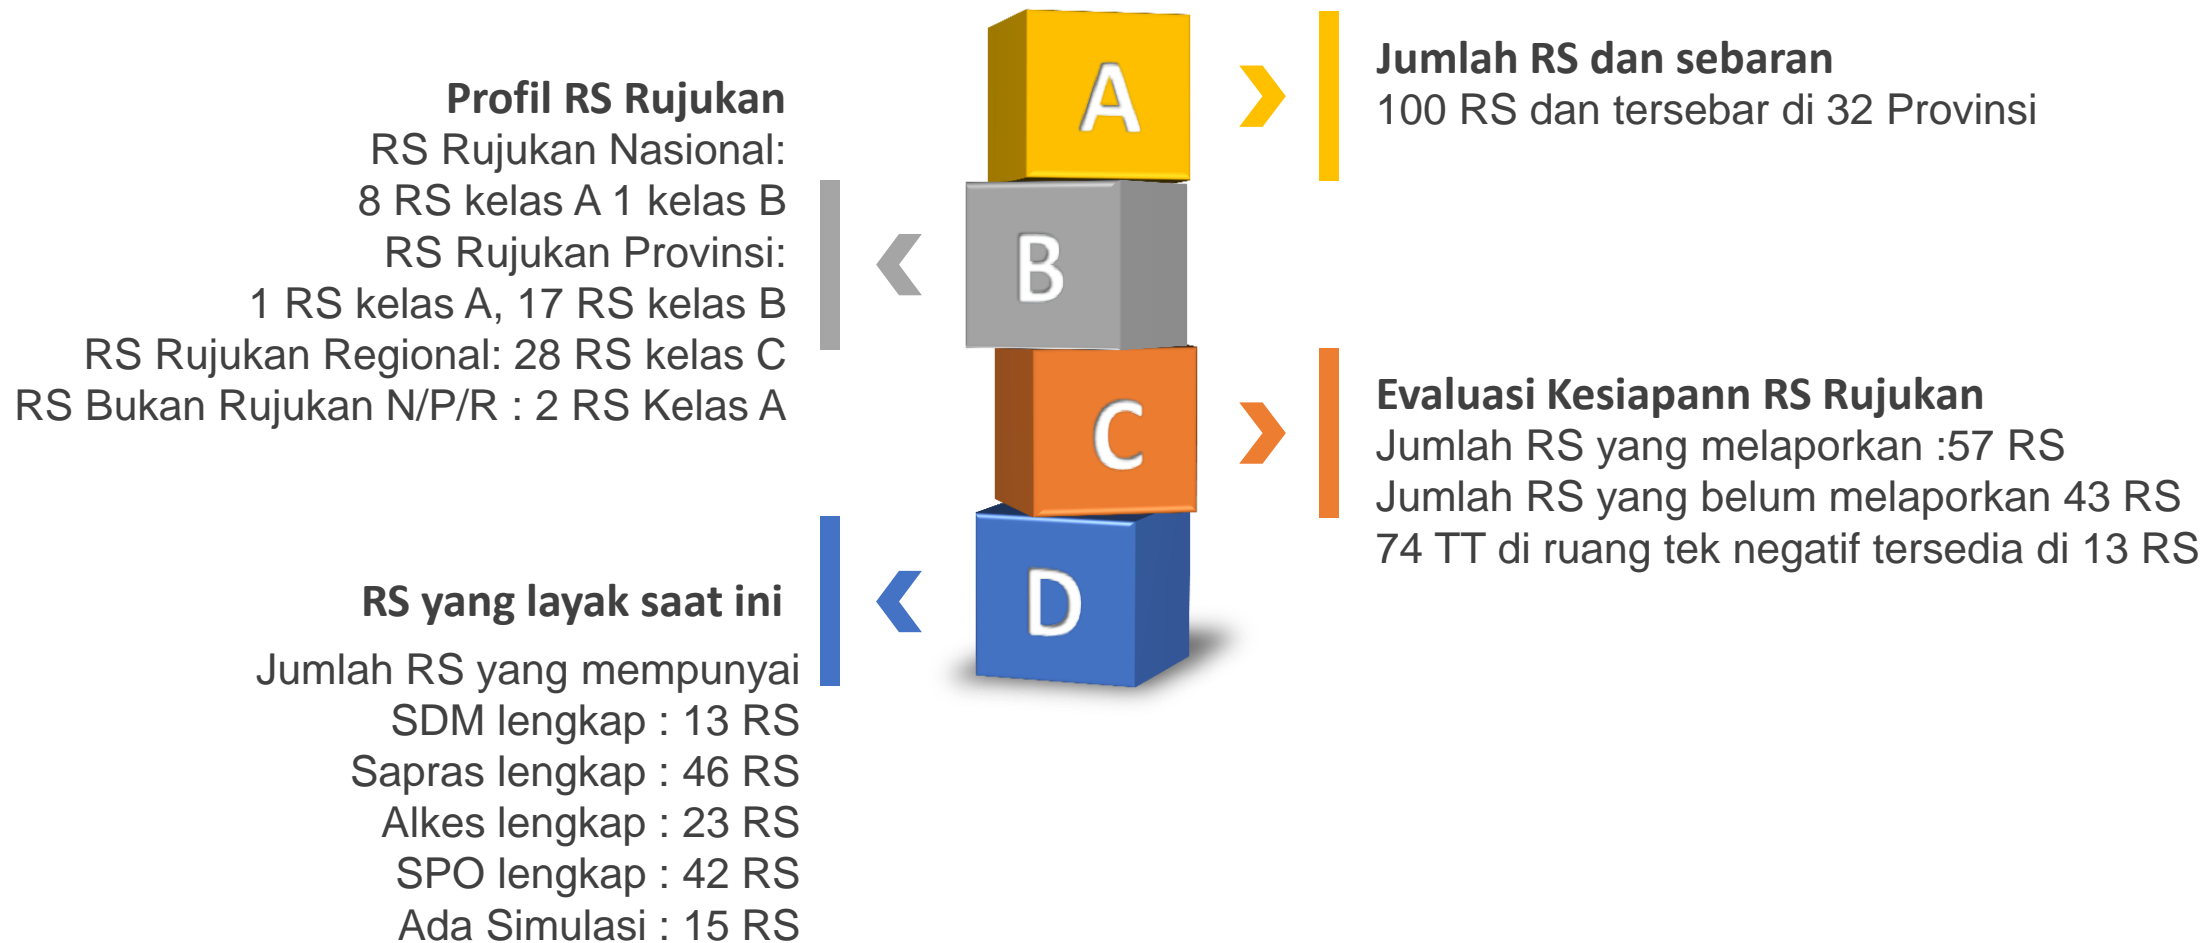 A
Jumlah RS dan sebaran
100 RS dan tersebar di 32 Provinsi
Profil RS Rujukan
RS Rujukan Nasional:
8 RS kelas A 1 kelas B
RS Rujukan Provinsi:
1 RS kelas A, 17 RS kelas B
RS Rujukan Regional: 28 RS kelas C
RS Bukan Rujukan N/P/R : 2 RS Kelas A
B
C
Evaluasi Kesiapann RS Rujukan
Jumlah RS yang melaporkan :57 RS
Jumlah RS yang belum melaporkan 43 RS
74 TT di ruang tek negatif tersedia di 13 RS
D
RS yang layak saat ini
Jumlah RS yang mempunyai
SDM lengkap : 13 RS
Sapras lengkap : 46 RS
Alkes lengkap : 23 RS
SPO lengkap : 42 RS
Ada Simulasi : 15 RS